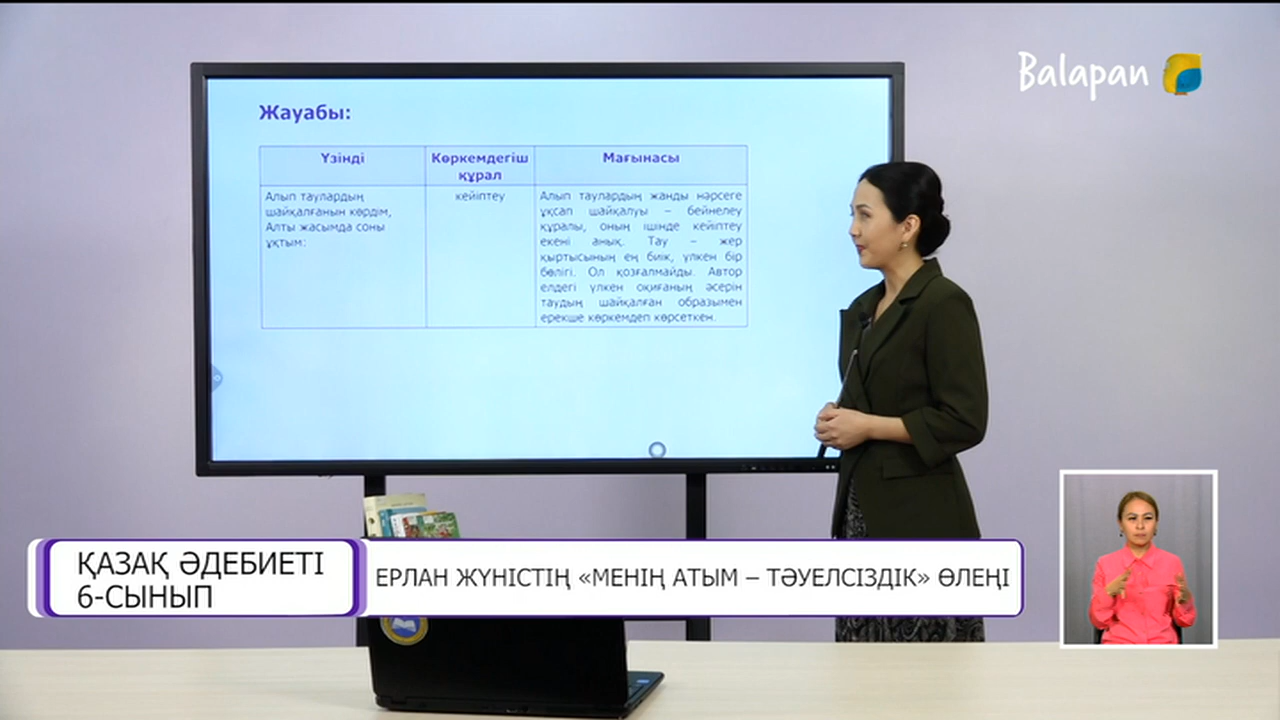 Balapan
Жауабы:
Үзінді
Көркемдегіш
құрал
Мағынасы
Алып таулардың
шайқалғанын көрдім,
Алты жасымда соны
ұқтым:
кейіптеу
Алып таулардың жанды нәрсеге
ұқсап шайқалуы – бейнелеу
құралы, оның ішінде кейіптеу
екені анық. Тау – жер
қыртысының ең биік, үлкен бір
бөлігі. Ол қозғалмайды. Автор
елдегі үлкен оқиғаның әсерін
таудың шайқалған образымен
ерекше көркемдеп көрсеткен.
ҚАЗАҚ ӘДЕБИЕТІ
6-СЫНЫП
ЕРЛАН ЖҮНІСТІҢ «МЕНІҢ АТЫМ – ТӘУЕЛСІЗДІК» ӨЛЕҢІ